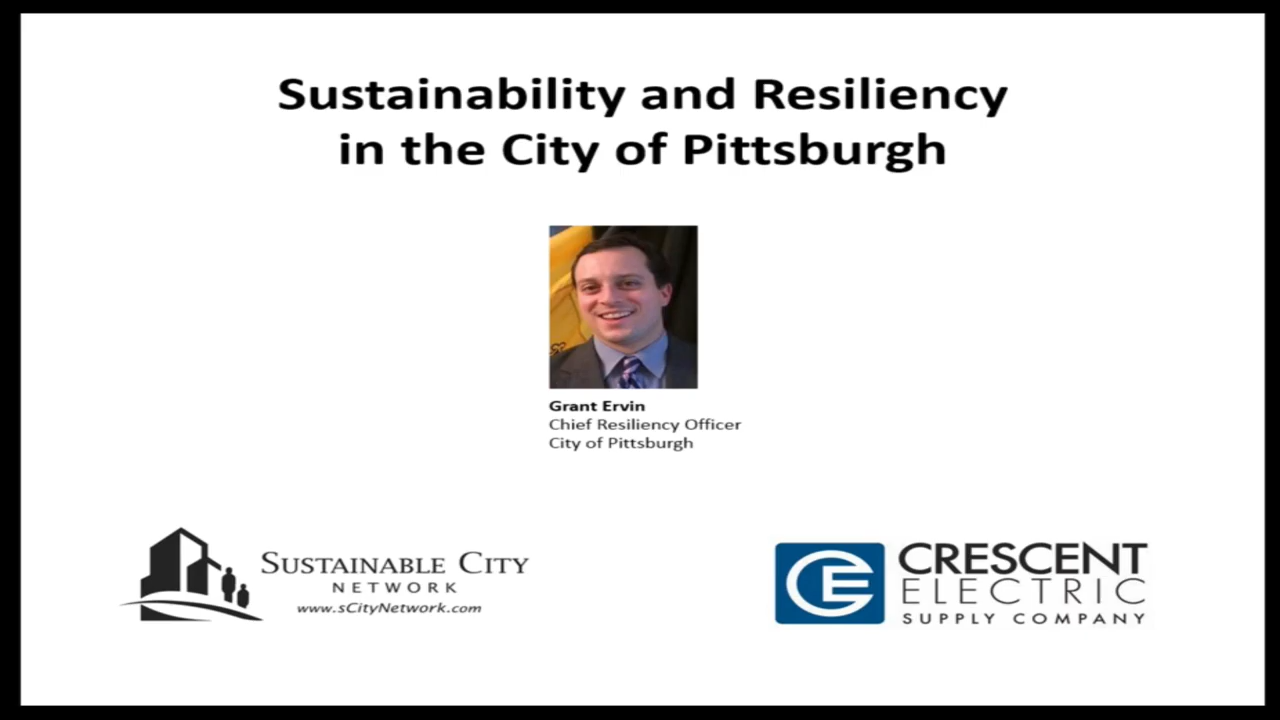 Sustainability and Resiliency
in the City of Pittsburgh
Grant Ervin
Chief Resiliency Officer
City of Pittsburgh
SUSTAINABLE CITY
NETWORK
www.sCityNetwork.com
CRESCENT
ELECTRIC
SUPPLY COMPANY